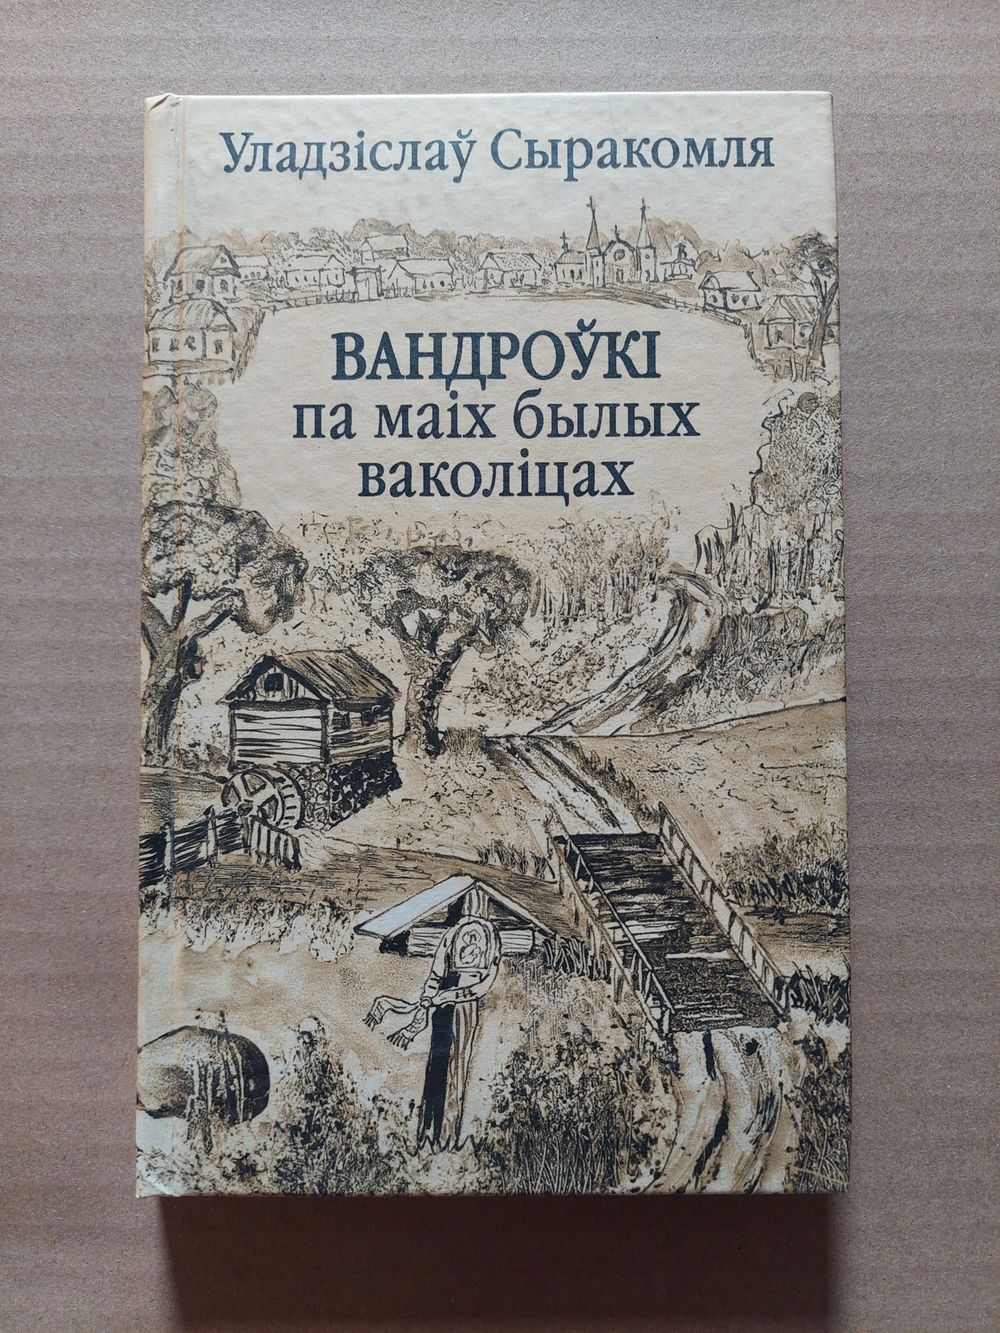 Уладзіслаў Сыракомля
ВАНДРОЎКІ
па маіх былых
ваколіцах